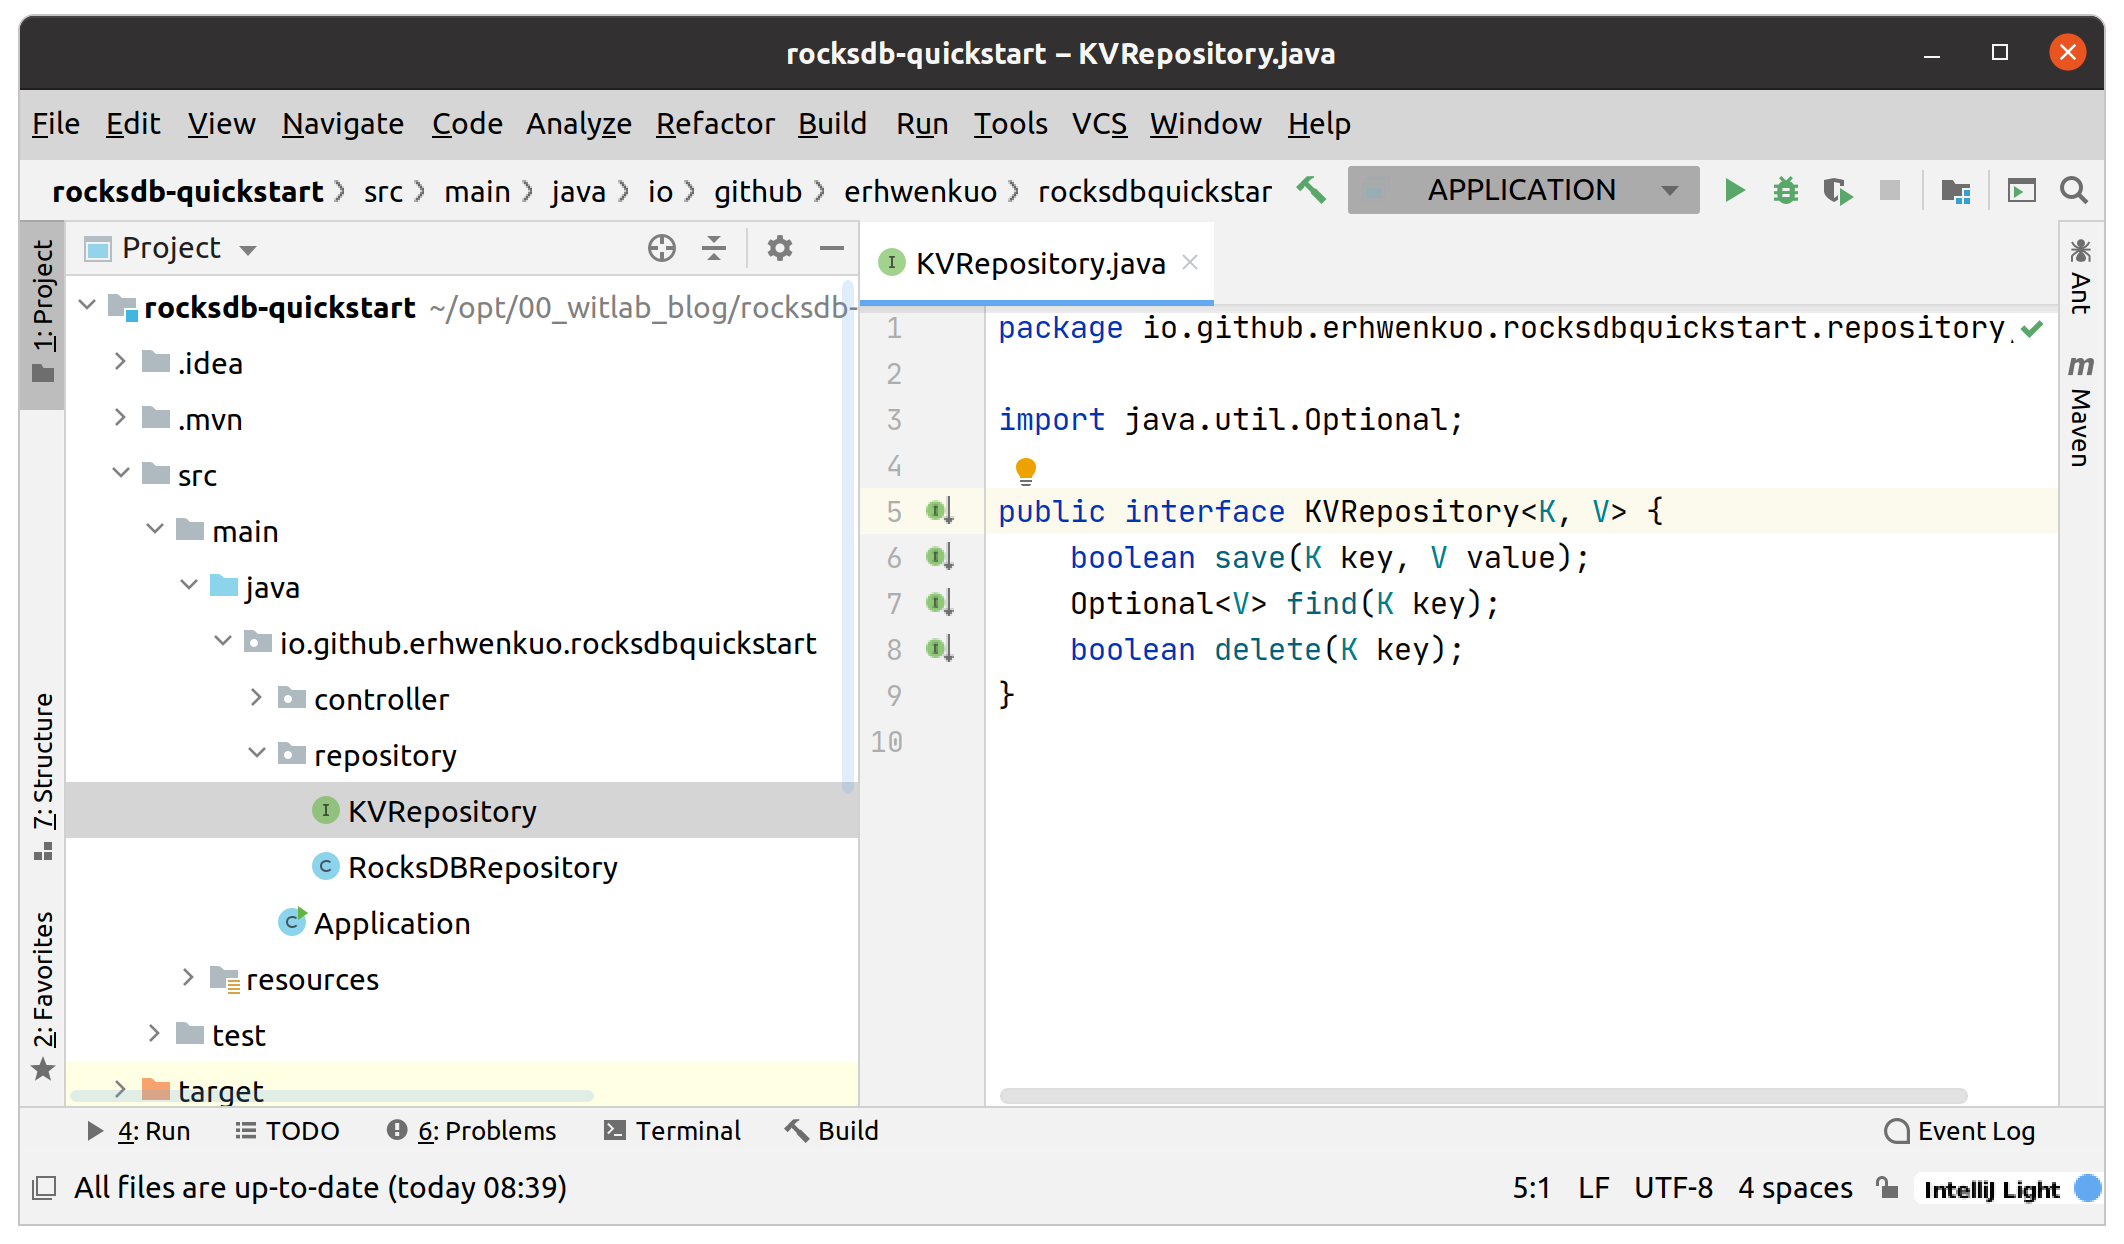 rocksdb-quickstart – KVRepository.java
File Edit View Navigate Code Analyze Refactor Build Run Tools VCS Window Help
rocksdb-quickstart src main java io github erhwenkuo rocksdbquickstar APPLICATION
1: Project
7: Structure
2: Favorites
Project
rocksdb-quickstart ~/opt/00_witlab_blog/rocksdb-
.idea
.mvn
src
main
java
io.github.erhwenkuo.rocksdbquickstart
controller
repository
KVRepository
RocksDBRepository
Application
resources
test
target
KVRepository.java
1 package io.github.erhwenkuo.rocksdbquickstart.repository;
2
3 import java.util.Optional;
4
5 public interface KVRepository<K, V> {
6 boolean save(K key, V value);
7 Optional<V> find(K key);
8 boolean delete(K key);
9 }
10
Ant
Maven
4: Run TODO 6: Problems Terminal Build Event Log
All files are up-to-date (today 08:39) 5:1 LF UTF-8 4 spaces IntelliJ Light